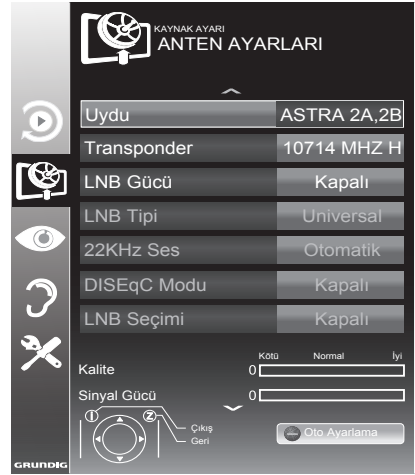 KAYNAK AYARI
ANTEN AYARLARI
Uydu ASTRA 2A,2B
Transponder 10714 MHZ H
LNB Gücü Kapalı
LNB Tipi Universal
22KHz Ses Otomatik
DISEqC Modu Kapalı
LNB Seçimi Kapalı
Kötü Normal İyi
Kalite 0
Sinyal Gücü 0
i Z Çıkış
Geri
Oto Ayarlama
GRUNDIG